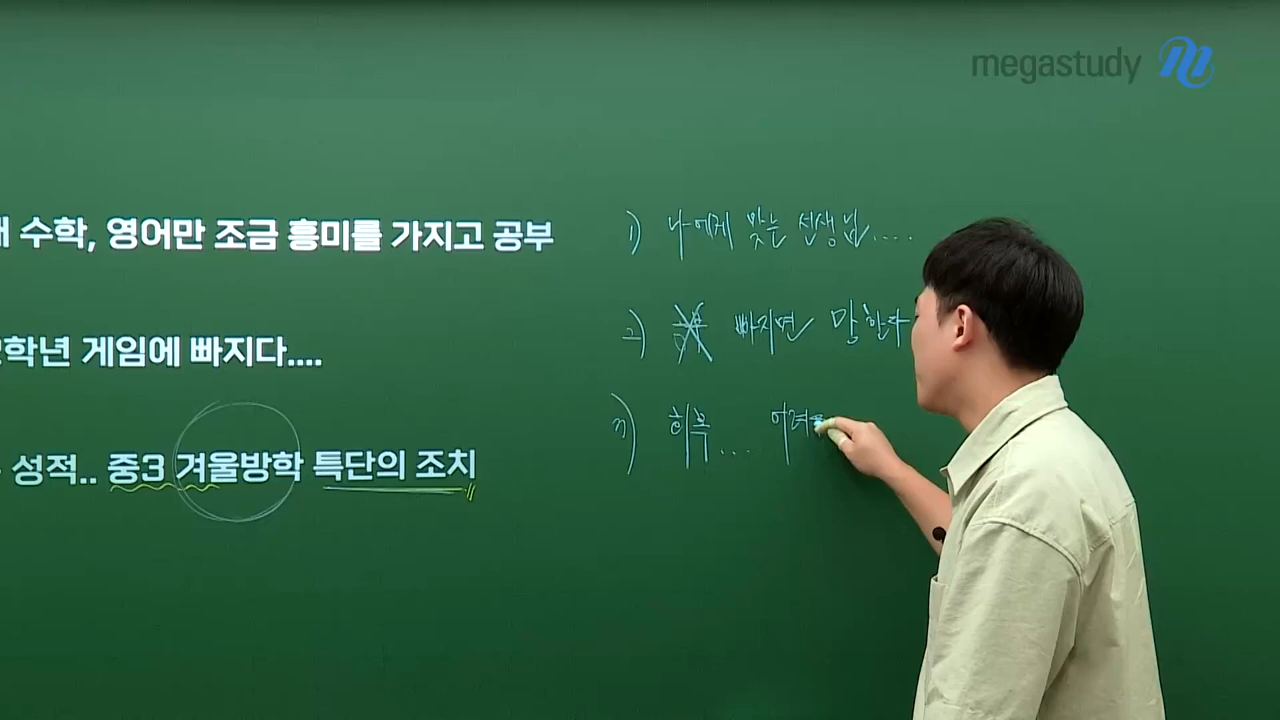 megastudy
수학, 영어만 조금 흥미를 가지고 공부
학년 게임에 빠지다....
성적.. 중3 겨울방학 특단의 조치
1) 나에게 맞는 선생님....
2) 빠지면 망한다
3) 회복... 어려